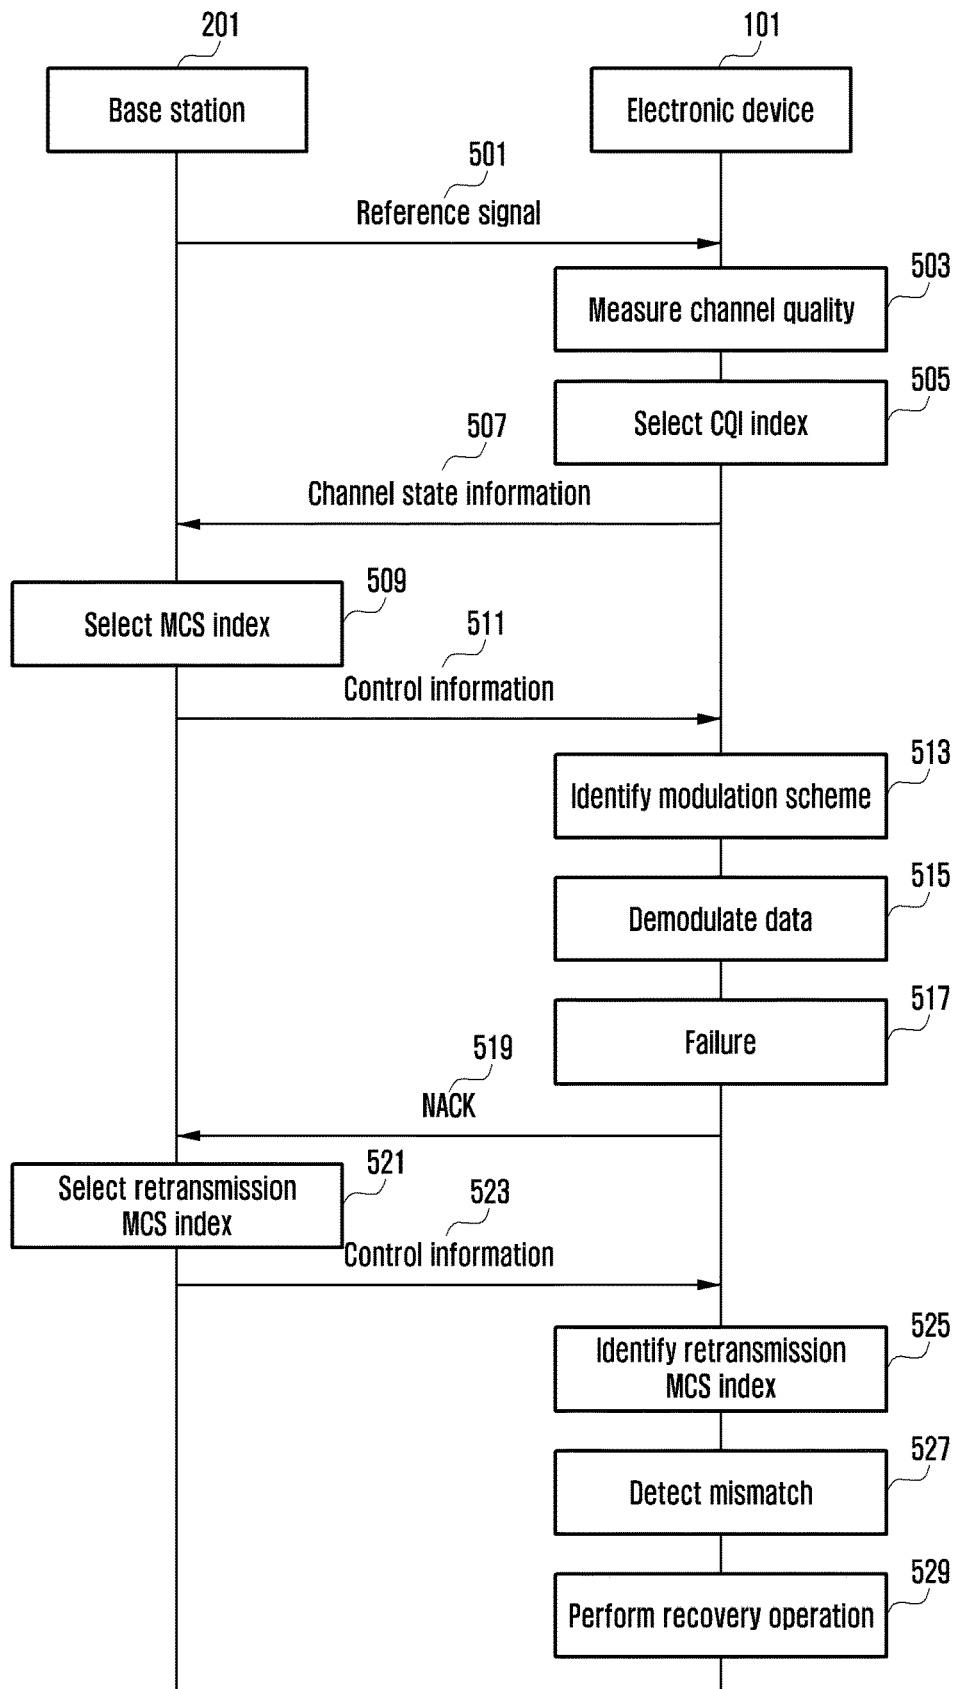 201
101
Base station
Electronic device
501
Reference signal
503
Measure channel quality
505
Select CQI index
507
Channel state information
509
Select MCS index
511
Control information
513
Identify modulation scheme
515
Demodulate data
517
Failure
519
NACK
521
Select retransmission
MCS index
523
Control information
525
Identify retransmission
MCS index
527
Detect mismatch
529
Perform recovery operation